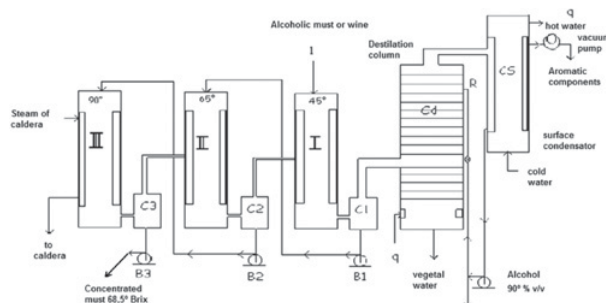 q
hot water
vacuum
pump
Aromatic
components
Alcoholic must or wine
1
Destilation
column
C5
R
C4
90°
65°
45°
Steam of
caldera
III
II
I
surface
condensator
cold
water
C3
C2
C1
to
caldera
B3
B2
B1
q
vegetal
water
Alcohol
90° % v/v
Concentrated
must 68.5° Brix